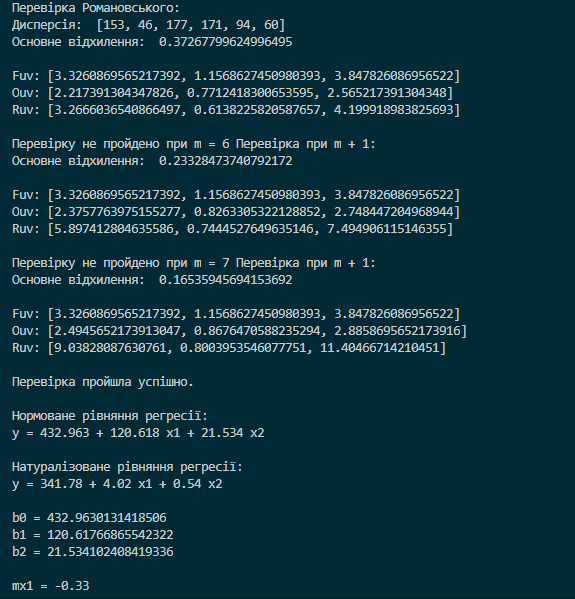 Перевірка Романовського:
Дисперсія:  [153, 46, 177, 171, 94, 60]
Основне відхилення:  0.37267799624996495
Fuv: [3.3260869565217392, 1.1568627450980393, 3.847826086956522]
Ouv: [2.217391304347826, 0.7712418300653595, 2.565217391304348]
Ruv: [3.2666036540866497, 0.6138225820587657, 4.199918983825693]
Перевірку не пройдено при m = 6 Перевірка при m + 1:
Основне відхилення:  0.23328473740792172
Fuv: [3.3260869565217392, 1.1568627450980393, 3.847826086956522]
Ouv: [2.3757763975155277, 0.8263305322128852, 2.748447204968944]
Ruv: [5.897412804635586, 0.7444527649635146, 7.494906115146355]
Перевірку не пройдено при m = 7 Перевірка при m + 1:
Основне відхилення:  0.16535945694153692
Fuv: [3.3260869565217392, 1.1568627450980393, 3.847826086956522]
Ouv: [2.4945652173913047, 0.8676470588235294, 2.8858695652173916]
Ruv: [9.03828087630761, 0.8003953546077751, 11.40466714210451]
Перевірка пройшла успішно.
Нормоване рівняння регресії:
y = 432.963 + 120.618 x1 + 21.534 x2
Натуралізоване рівняння регресії:
y = 341.78 + 4.02 x1 + 0.54 x2
b0 = 432.9630131418506
b1 = 120.61766865542322
b2 = 21.534102408419336
mx1 = -0.33